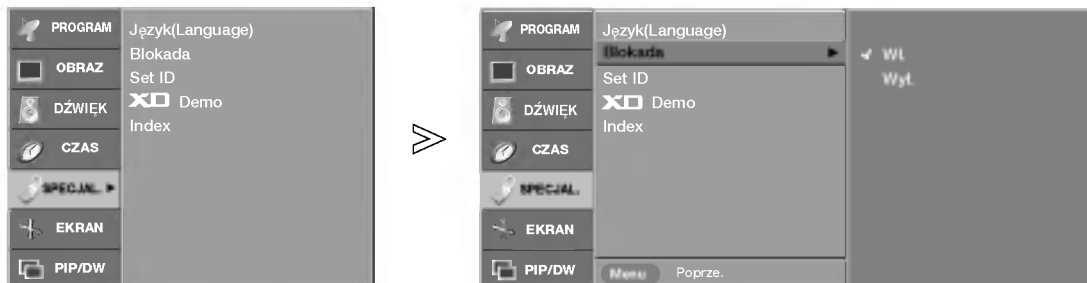 PROGRAM
OBRAZ
DŹWIĘK
CZAS
SPECJAL.
EKRAN
PIP/DW
Język(Language)
Blokada
Set ID
XD Demo
Index
PROGRAM
OBRAZ
DŹWIĘK
CZAS
SPECJAL.
EKRAN
PIP/DW
Język(Language)
Blokada
Set ID
XD Demo
Index
Menu Poprze.
Wł.
Wył.